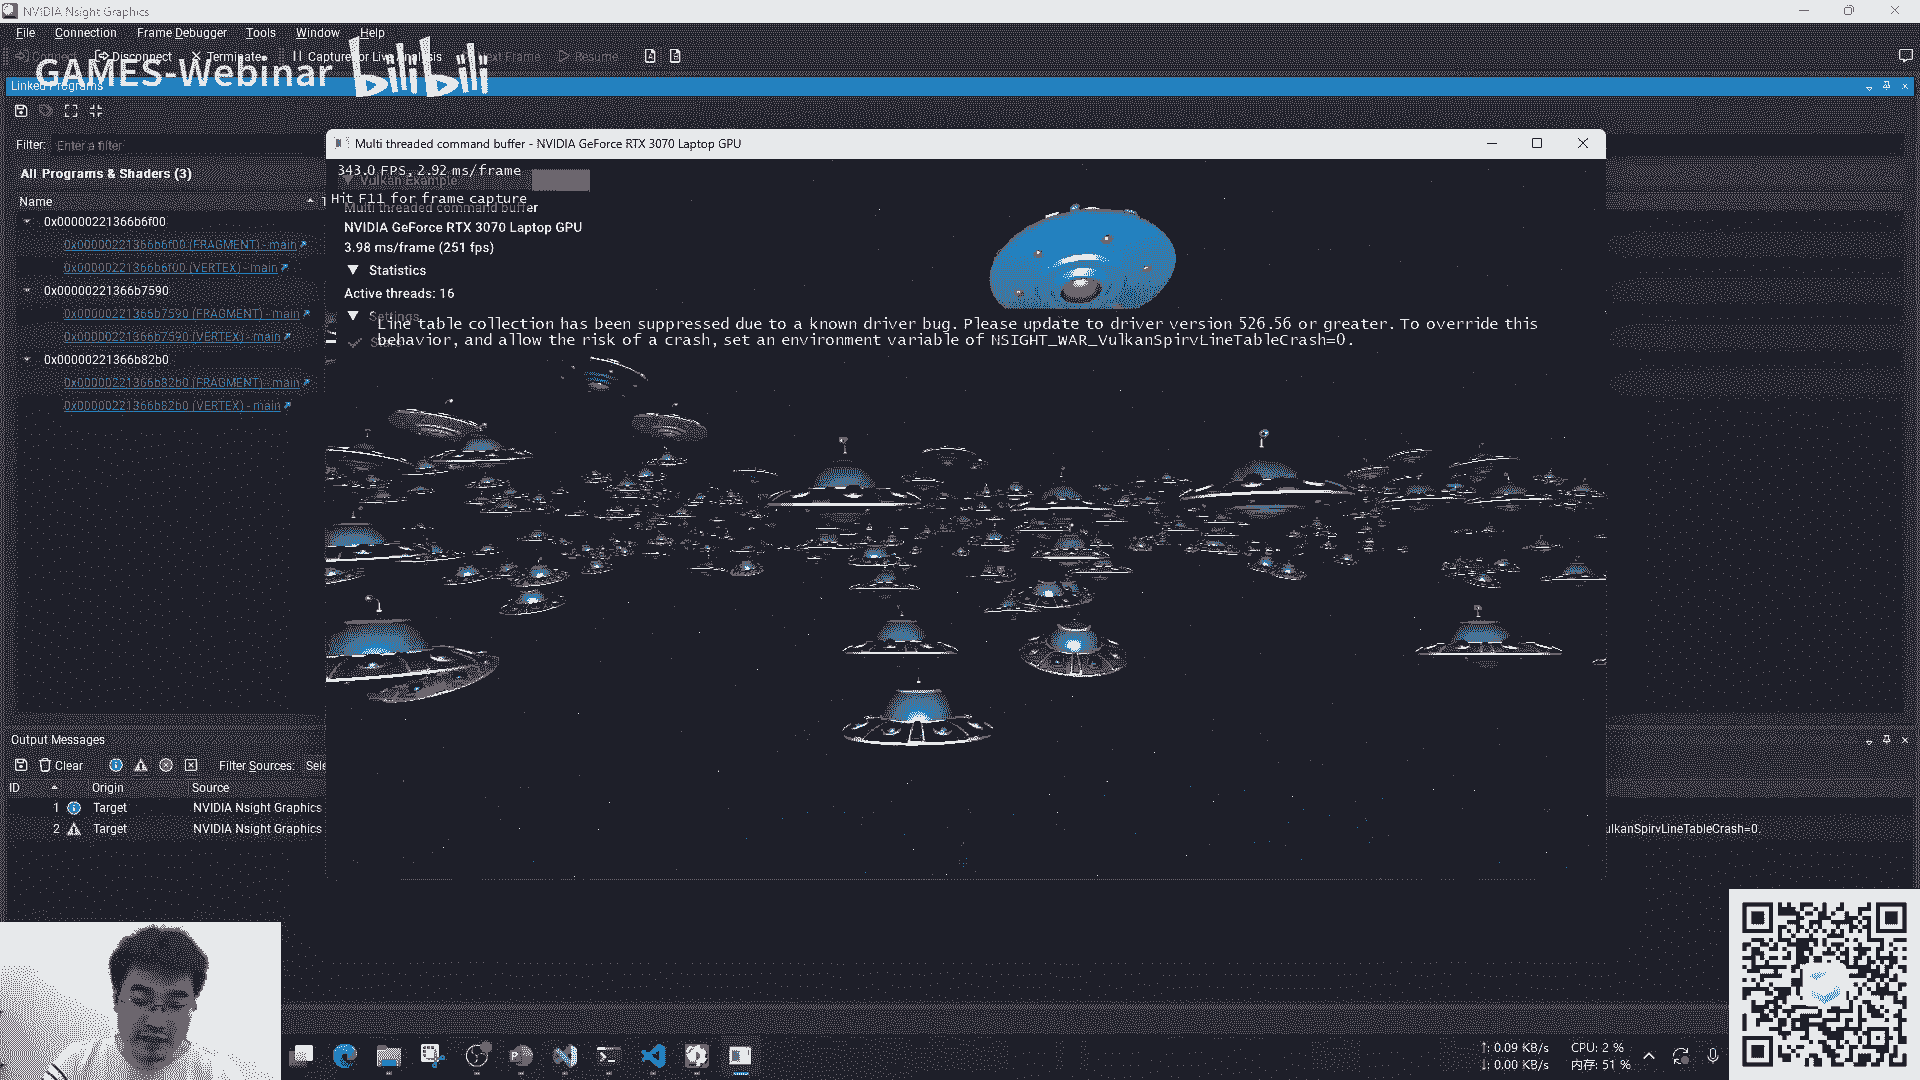 NVIDIA Nsight Graphics
File Connection Frame Debugger Tools Window Help
Connect Disconnect Terminate Capture for Live Analysis Next Frame Resume
GAMES-Webinar bilibili
Linked Programs
Filter: Enter a filter
All Programs & Shaders (3)
Name
0x00000221366b6f00
0x00000221366b6f00 (FRAGMENT) - main
0x00000221366b6f00 (VERTEX) - main
0x00000221366b7590
0x00000221366b7590 (FRAGMENT) - main
0x00000221366b7590 (VERTEX) - main
0x00000221366b82b0
0x00000221366b82b0 (FRAGMENT) - main
0x00000221366b82b0 (VERTEX) - main
Multi threaded command buffer - NVIDIA GeForce RTX 3070 Laptop GPU
343.0 FPS, 2.92 ms/frame
Vulkan Example
Hit F11 for frame capture
Multi threaded command buffer
NVIDIA GeForce RTX 3070 Laptop GPU
3.98 ms/frame (251 fps)
Statistics
Active threads: 16
Settings
Line table collection has been suppressed due to a known driver bug. Please update to driver version 526.56 or greater. To override this
behavior, and allow the risk of a crash, set an environment variable of NSIGHT_WAR_VulkanSpirvLineTableCrash=0.
Output Messages
Clear Filter Sources: Sele
ID Origin Source
1 Target NVIDIA Nsight Graphics
2 Target NVIDIA Nsight Graphics
ulkanSpirvLineTableCrash=0.
↑: 0.09 KB/s CPU: 2 %
↓: 0.00 KB/s 内存: 51 %